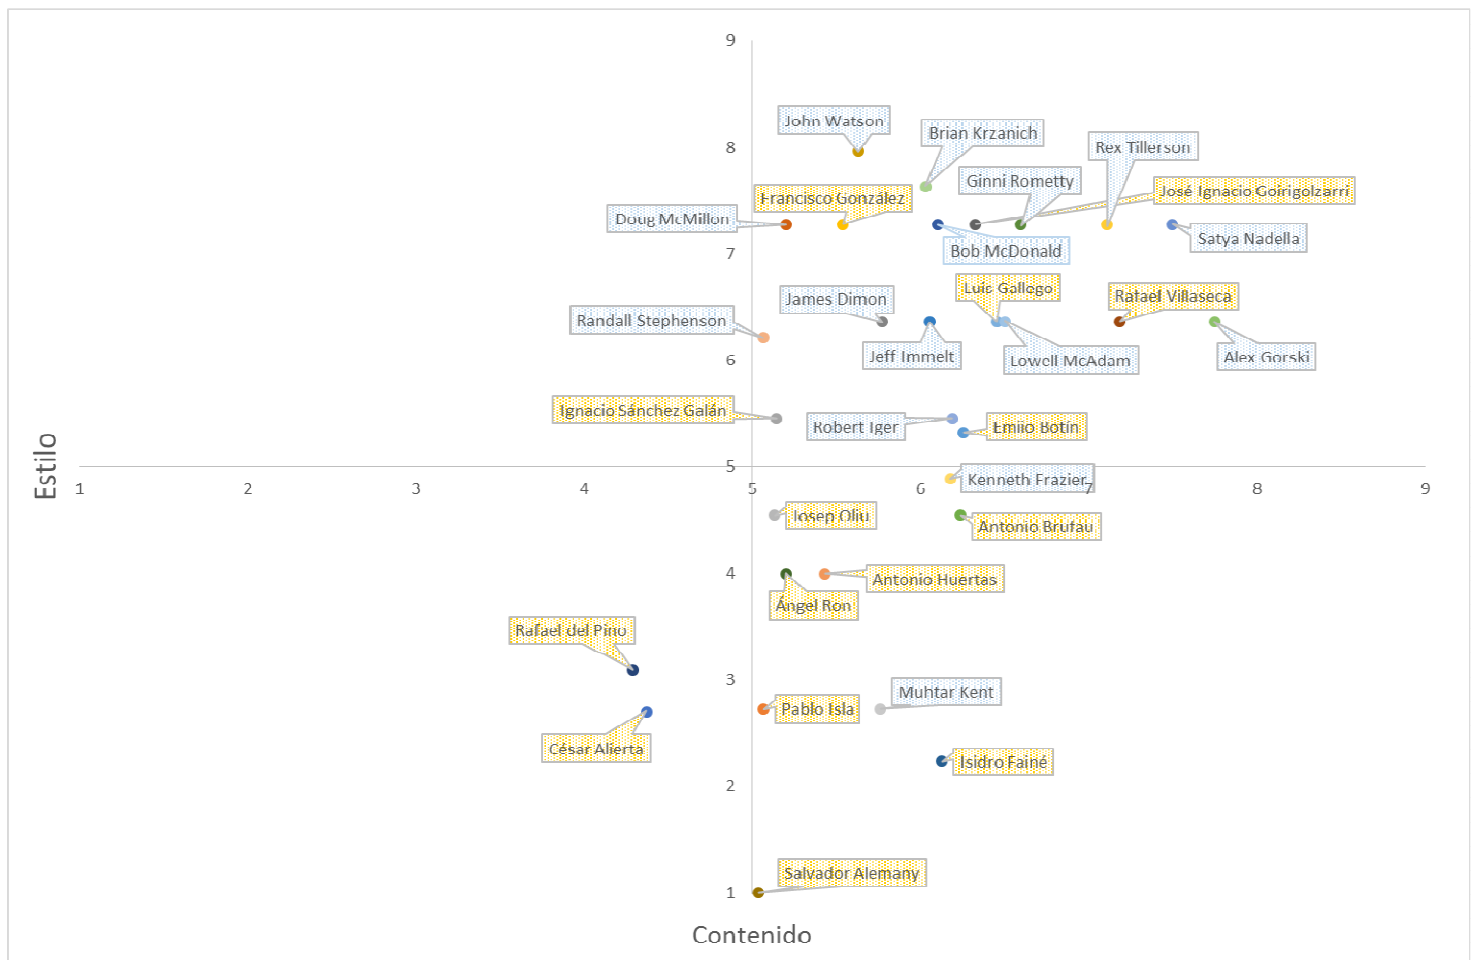 9
John Watson
Brian Krzanich
8
Rex Tillerson
Ginni Rometty
José Ignacio Goirigolzarri
Francisco González
Doug McMillon
Satya Nadella
7
Bob McDonald
Luis Gallego
Rafael Villaseca
James Dimon
Randall Stephenson
Jeff Immelt
Lowell McAdam
Alex Gorski
6
Ignacio Sánchez Galán
Robert Iger
Emilio Botín
Estilo
5
Kenneth Frazier
1 2 3 4 5 6 7 8 9
Josep Oliu
Antonio Brufau
4
Antonio Huertas
Ángel Ron
Rafael del Pino
3
Muhtar Kent
Pablo Isla
César Alierta
Isidro Fainé
2
Salvador Alemany
1
Contenido